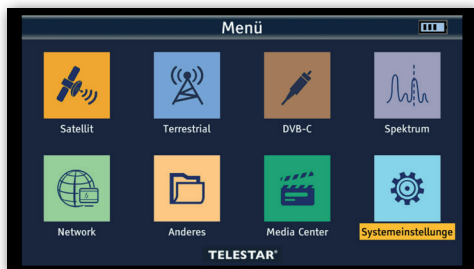 Menü
Satellit
Terrestrial
DVB-C
Spektrum
Network
Anderes
Media Center
Systemeinstellunge
TELESTAR®